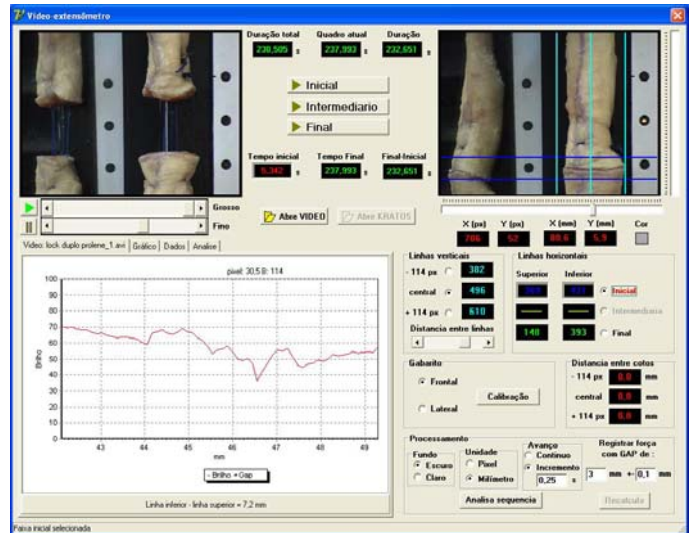 Vídeo-extensômetro
Duração total
Quadro atual
Duração
230,505 s
237,993 s
232,651 s
Inicial
Intermediario
Final
Tempo inicial
Tempo Final
Final-Inicial
5,342 s
237,993 s
232,651 s
Grosso
Fino
Abre VIDEO
Abre KRATOS
X (px)
Y (px)
X (mm)
Y (mm)
Cor
706
52
80,6
5,9
Video: lock duplo prolene_1.avi
Gráfico
Dados
Analise
pixel: 30,5 B: 114
100
90
80
70
60
50
40
30
20
10
0
Brilho
43
44
45
46
47
48
49
mm
Brilho
Gap
Linha inferior - linha superior = 7,2 mm
Linhas verticais
- 114 px
382
central
496
+ 114 px
610
Distancia entre linhas
Linhas horizontais
Superior
Inferior
Inicial
Intermediaria
148
393
Final
Gabarito
Frontal
Lateral
Calibração
Distancia entre cotos
- 114 px
0,0 mm
central
0,0 mm
+ 114 px
0,0 mm
Processamento
Fundo
Escuro
Claro
Unidade
Pixel
Milímetro
Avanço
Continuo
Incremento
0,25 s
Registrar força
com GAP de :
3 mm +- 0,1 mm
Analisa sequencia
Recalcula
Faixa inicial selecionada